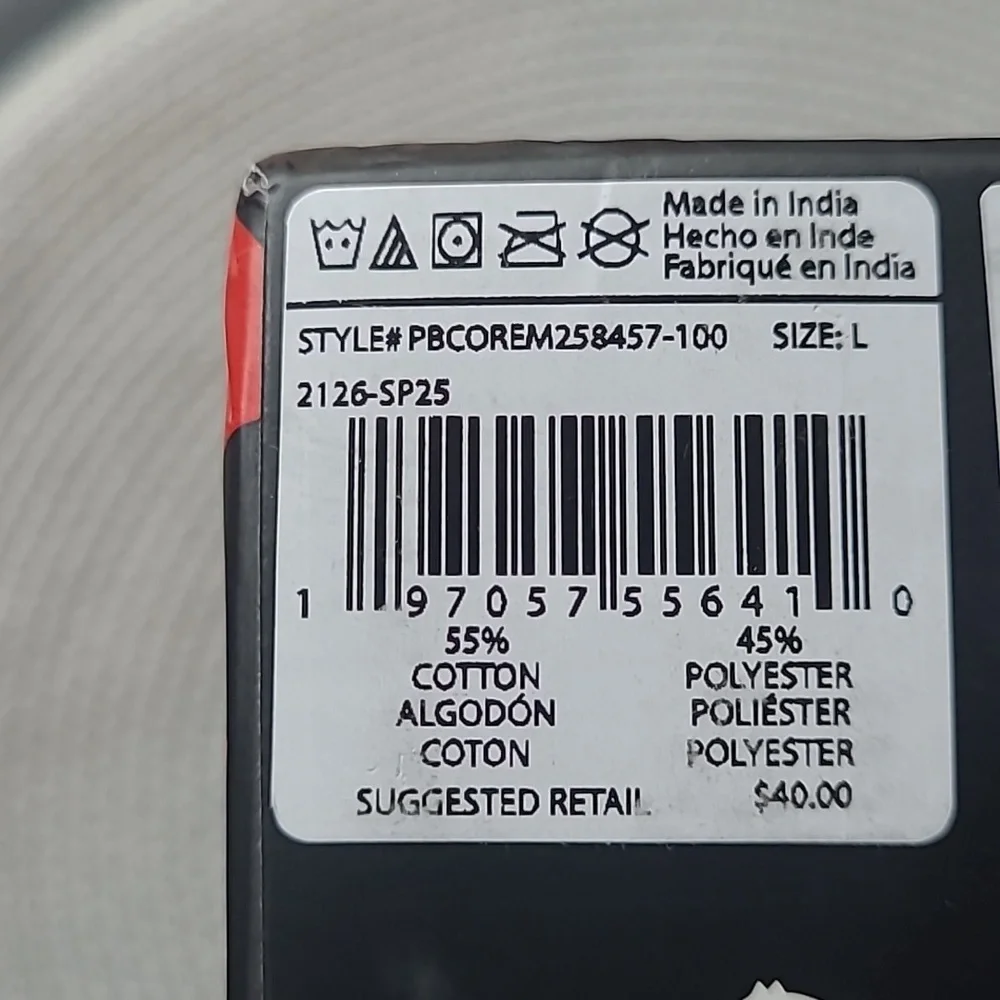 Made in India
Hecho en Inde
Fabriqué en India
STYLE# PBCOREM258457-100 SIZE: L
2126-SP25
1 97057 55641 0
55% 45%
COTTON POLYESTER
ALGODÓN POLIÉSTER
COTON POLYESTER
SUGGESTED RETAIL $40.00